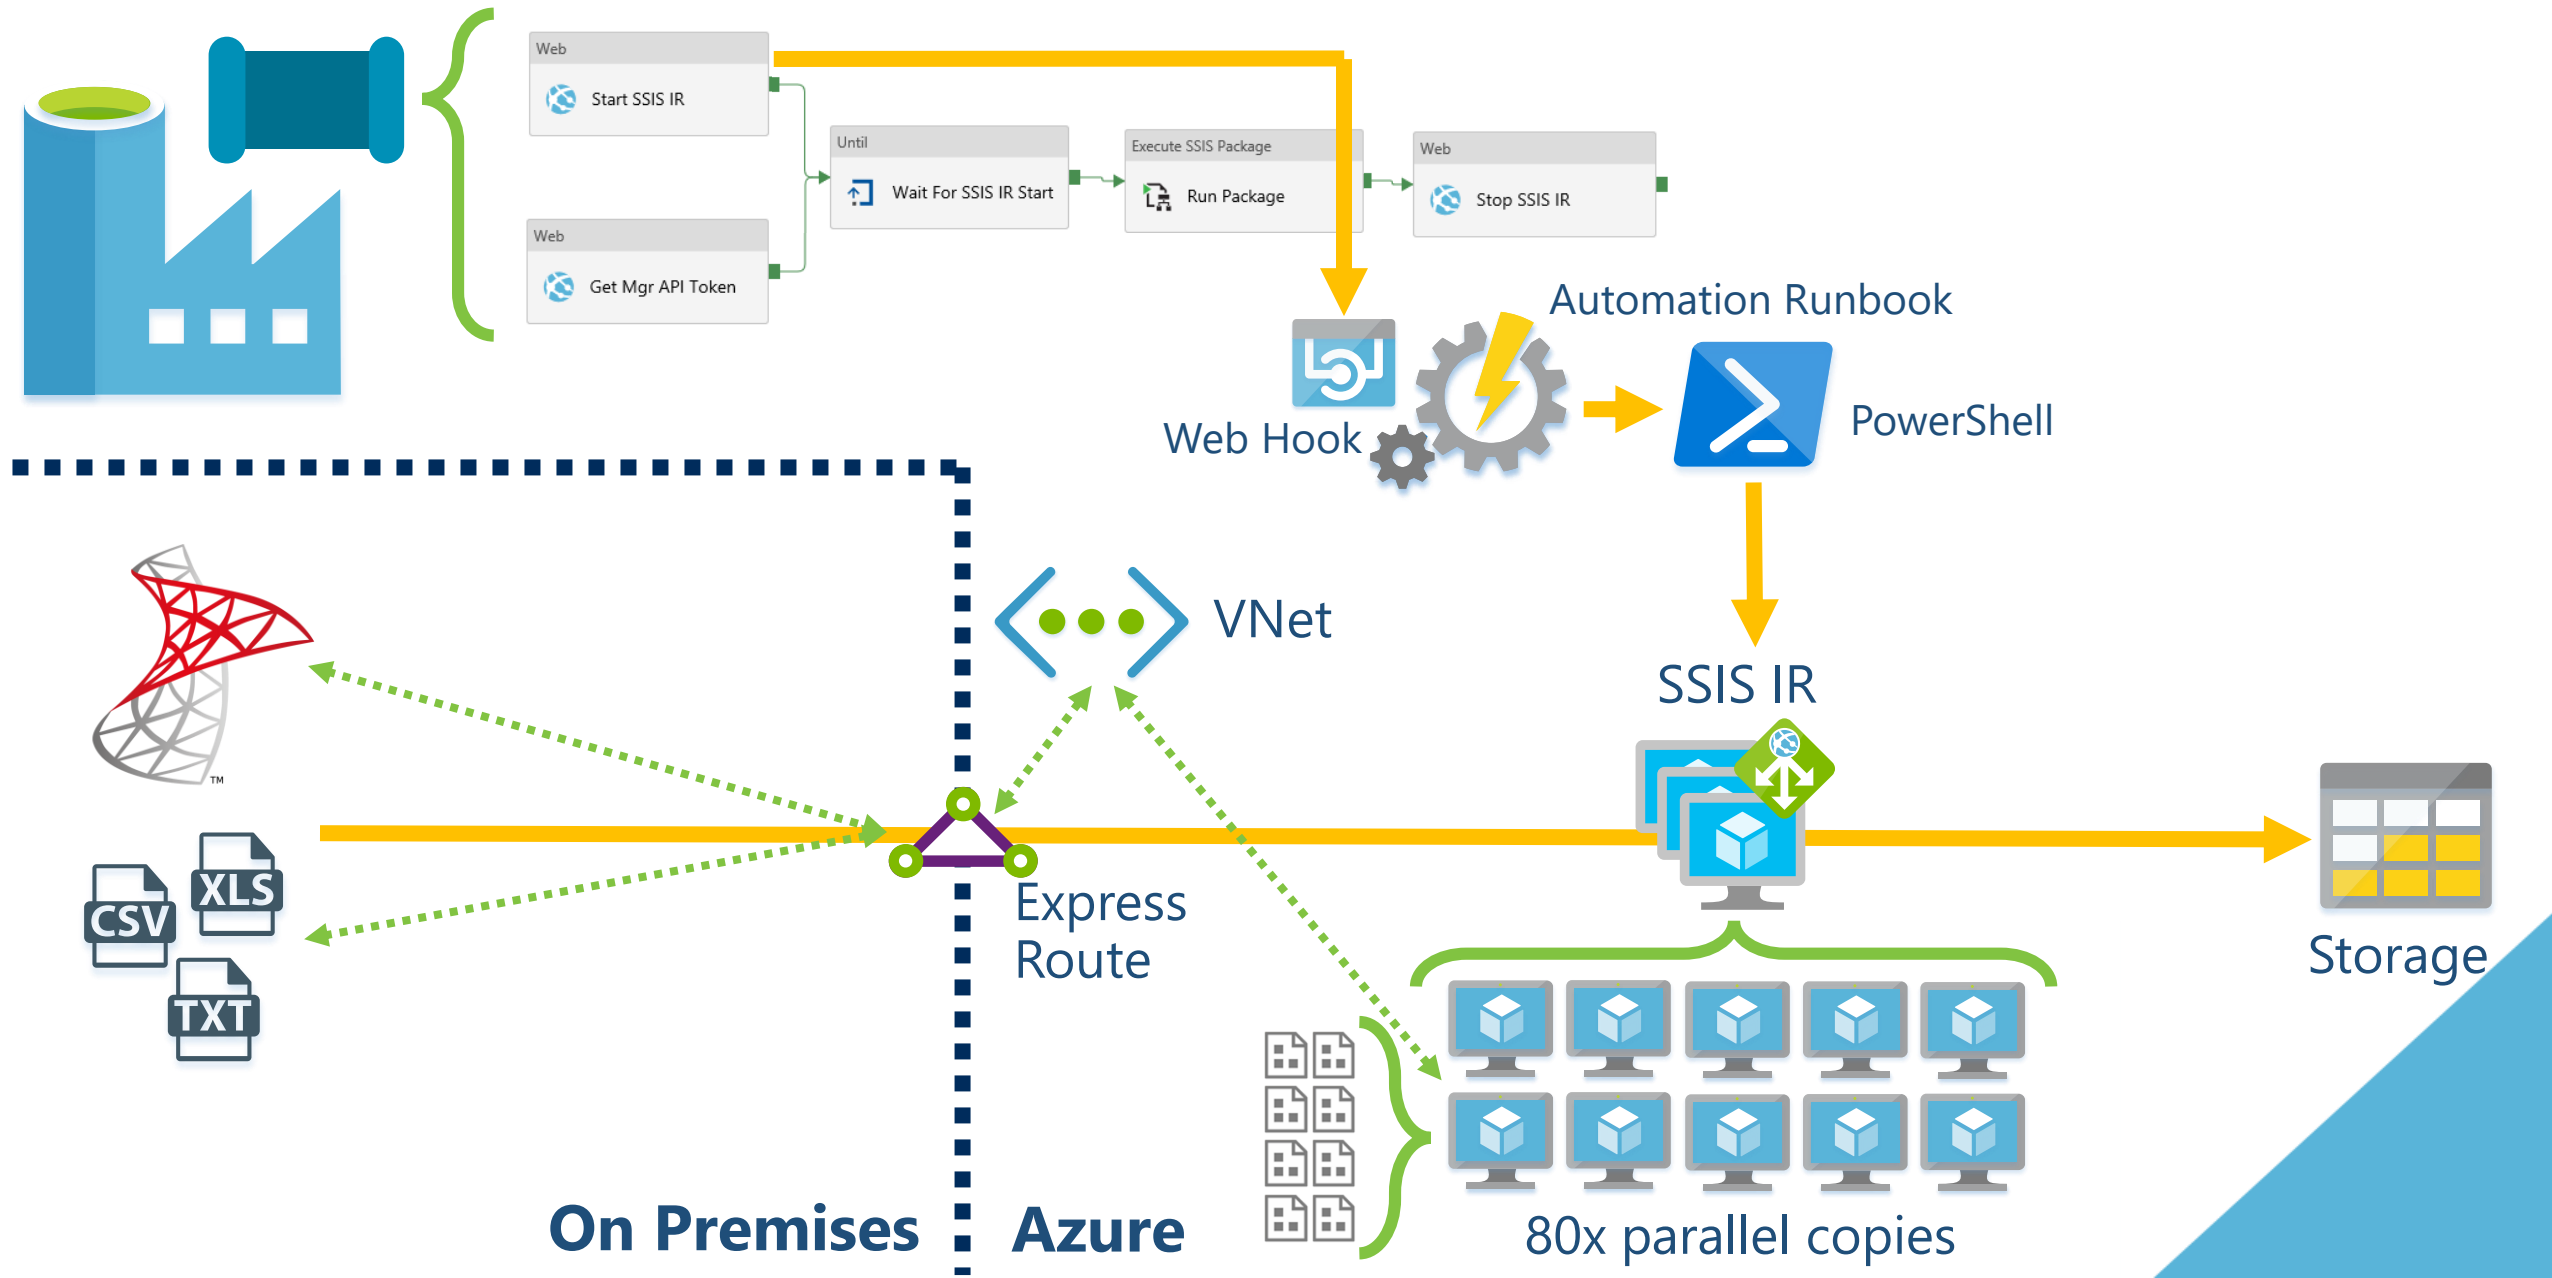 Web
Start SSIS IR
Until
Wait For SSIS IR Start
Execute SSIS Package
Run Package
Web
Stop SSIS IR
Web
Get Mgr API Token
Automation Runbook
Web Hook
PowerShell
VNet
SSIS IR
TM
XLS
CSV
TXT
Express
Route
Storage
On Premises
Azure
80x parallel copies